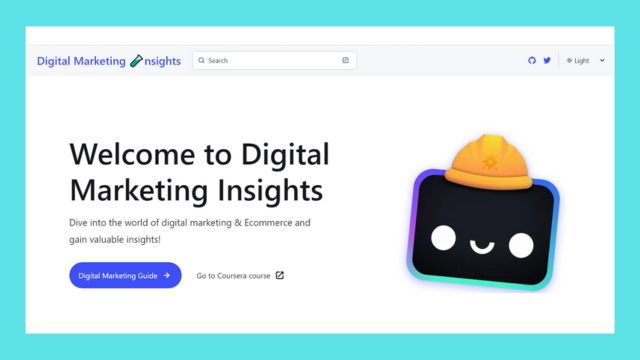 Digital Marketing nsights
Search
Light
Welcome to Digital
Marketing Insights
Dive into the world of digital marketing & Ecommerce and
gain valuable insights!
Digital Marketing Guide
Go to Coursera course